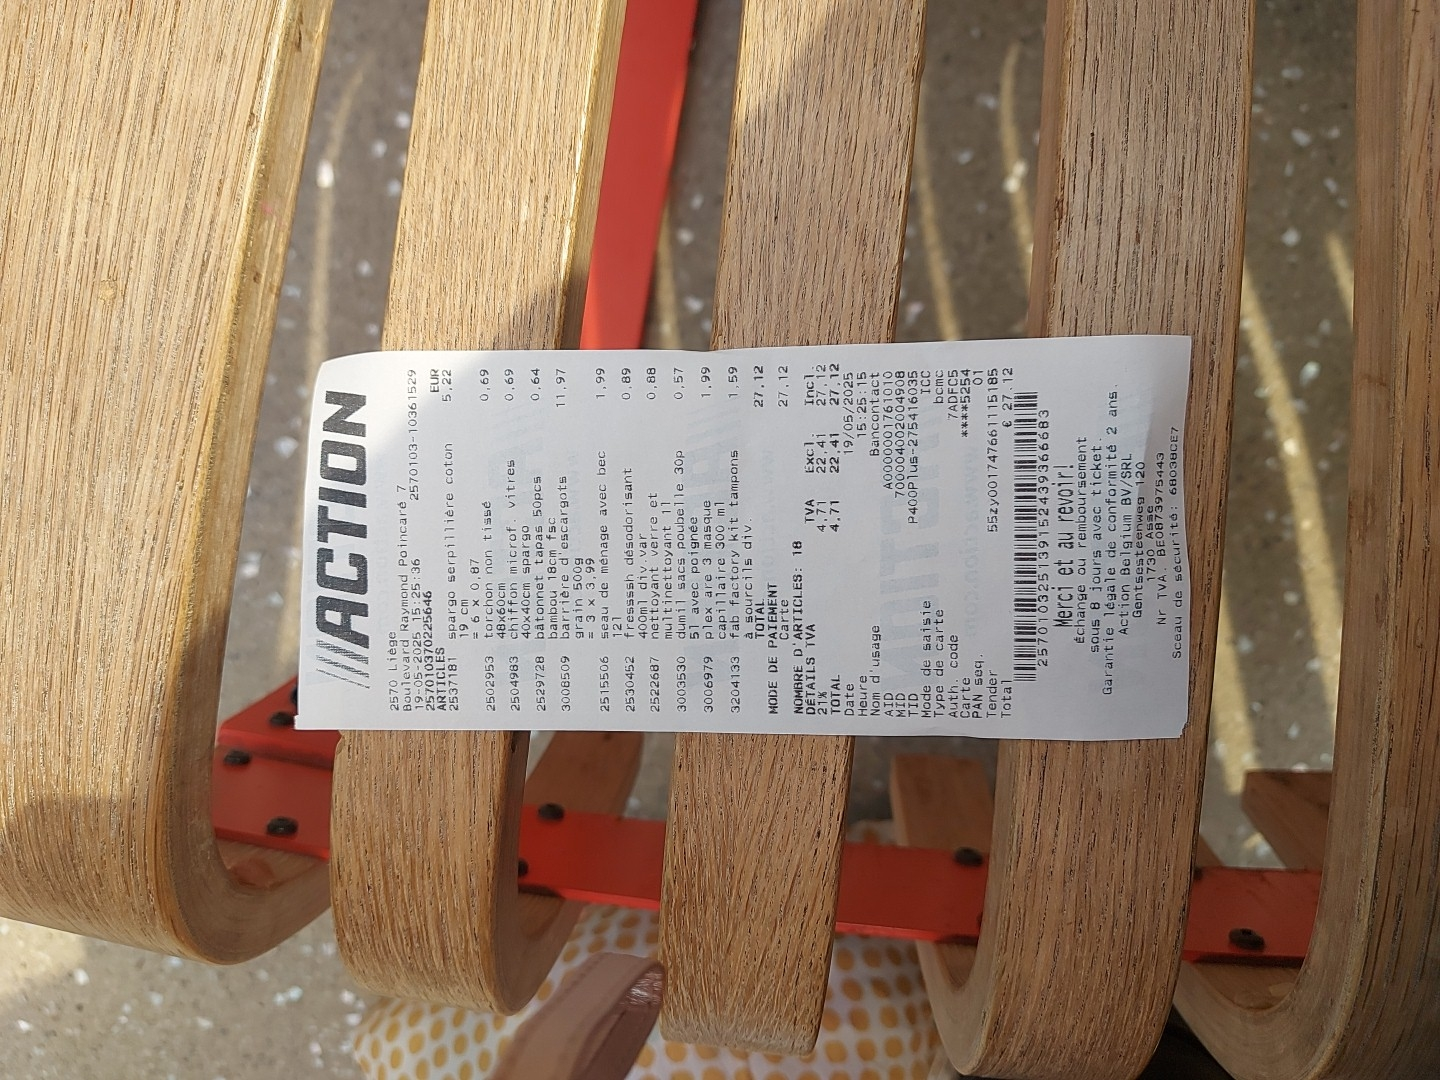 ///ACTION
2570 Liège
Boulevard Raymond Poincaré 7
19-05-2025 15:25:36 2570103-10361529
2570103702256​46
ARTICLES EUR
2537181 spargo serpillière coton 5,22
19 cm
= 6 x 0,87
2502953 torchon non tissé 0,69
48x60cm
2504983 chiffon microf. vitres 0,69
40x40cm spargo
2529728 bâtonnet tapas 50pcs 0,64
bambou 18cm fsc
3008509 barrière d'escargots 11,97
grain 500g
= 3 x 3,99
2515506 seau de ménage avec bec 1,99
12 l
2530452 fresssssh désodorisant 0,89
400ml div.var
2522687 nettoyant verre et 0,88
multinettoyant 1l
3003530 dumil sacs poubelle 30p 0,57
5l avec poignée
3006979 plex are 3 masque 1,99
capillaire 300 ml
3204133 fab factory kit tampons 1,59
à sourcils div.
TOTAL 27,12
MODE DE PAIEMENT
Carte 27,12
NOMBRE D'ARTICLES: 18
DÉTAILS TVA TVA Excl. Incl.
21% 4,71 22,41 27,12
TOTAL 4,71 22,41 27,12
Date 19/05/2025
Heure 15:25:15
Nom d'usage Bancontact
AID A0000001761010
MID 700004002004908
TID P400Plus-275416035
Mode de saisie ICC
Type de carte bcmc
Auth. code 7ADFC5
Carte ****5254
PAN seq. 01
Tender 55zy001747661115185
Total € 27.12
2570103251391524393666​83
Merci et au revoir!
Échange ou remboursement
sous 8 jours avec ticket.
Garantie légale de conformité 2 ans.
Action Belgium BV/SRL
Gentsesteenweg 120
1730 Asse
Nr TVA. BE0873975443
Sceau de sécurité: 68038CE7